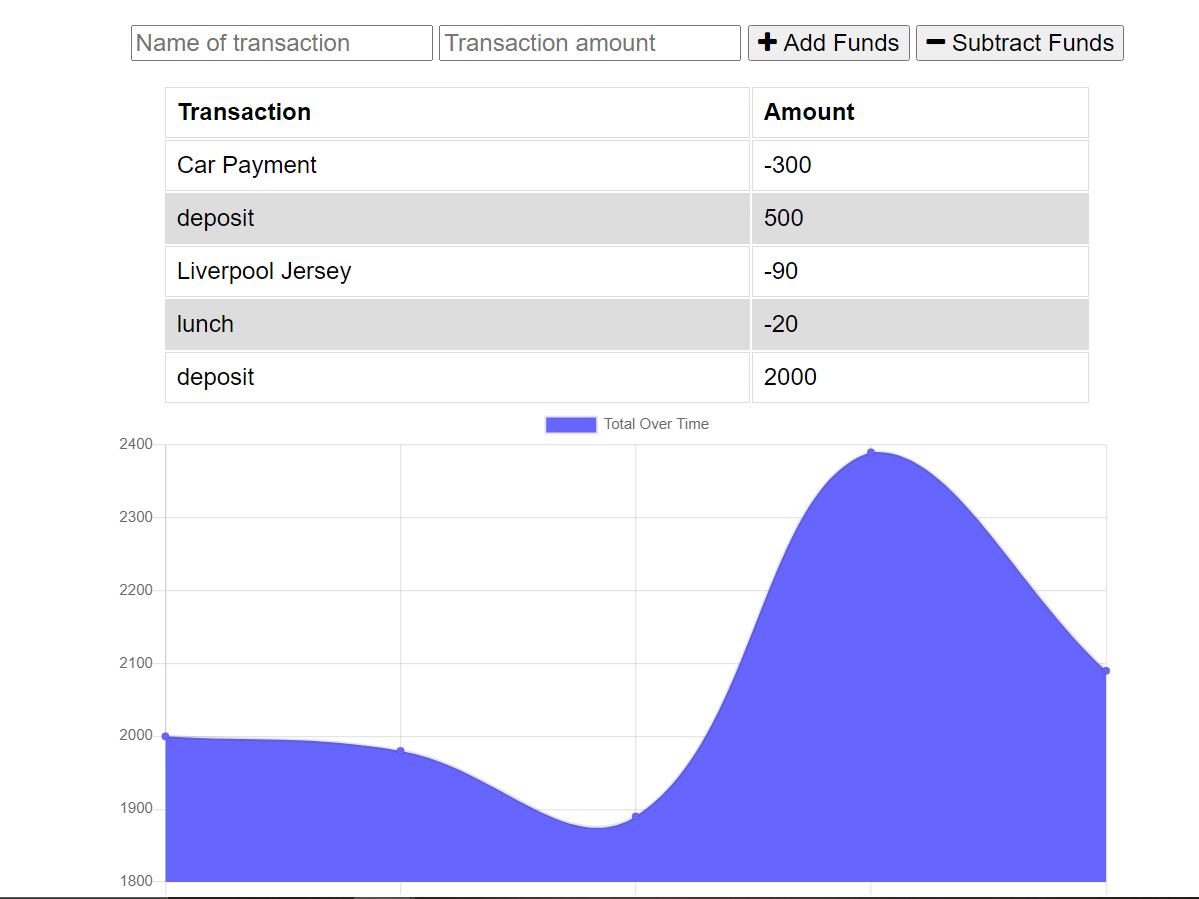 Name of transaction Transaction amount + Add Funds − Subtract Funds
Transaction Amount
Car Payment -300
deposit 500
Liverpool Jersey -90
lunch -20
deposit 2000
Total Over Time
2400
2300
2200
2100
2000
1900
1800